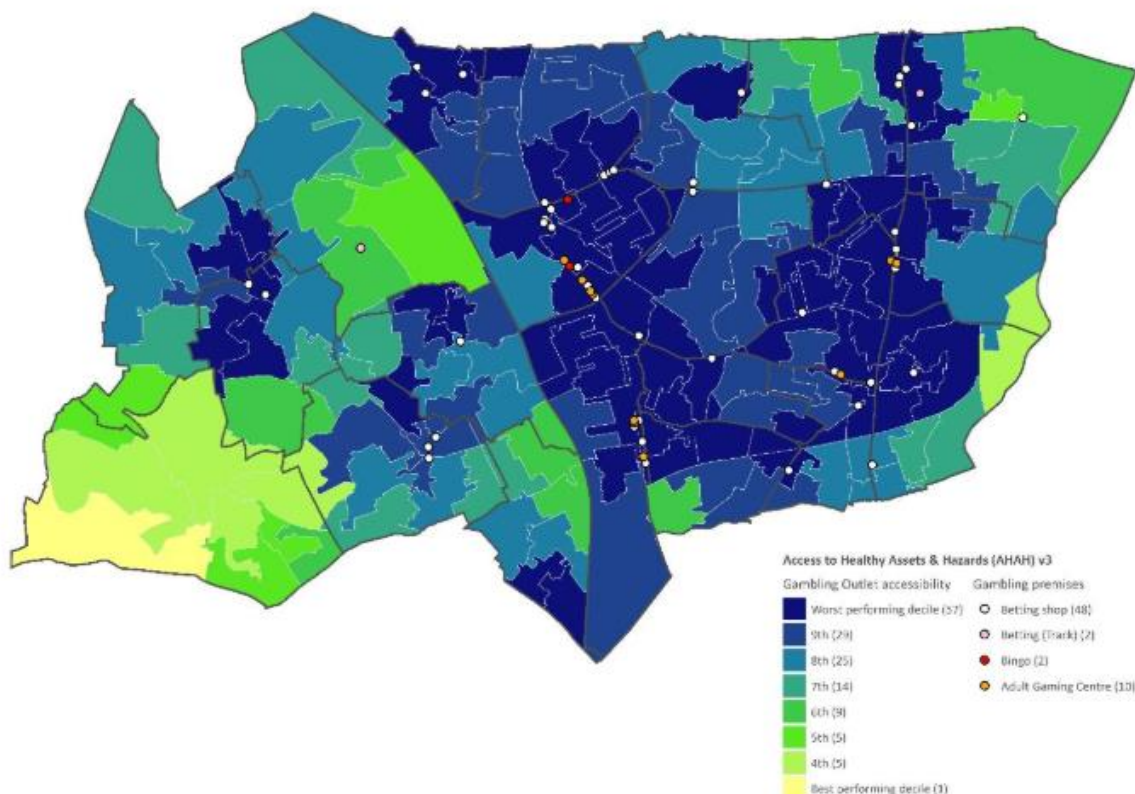 Access to Healthy Assets & Hazards (AHAH) v3
Gambling Outlet accessibility
Worst performing decile (57)
9th (29)
8th (25)
7th (14)
6th (9)
5th (5)
4th (5)
Best performing decile (1)
Gambling premises
Betting shop (48)
Betting (Track) (2)
Bingo (2)
Adult Gaming Centre (10)